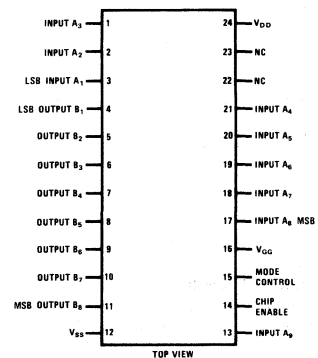 INPUT A3 1 24 VDD
INPUT A2 2 23 NC
LSB INPUT A1 3 22 NC
LSB OUTPUT B1 4 21 INPUT A4
OUTPUT B2 5 20 INPUT A5
OUTPUT B3 6 19 INPUT A6
OUTPUT B4 7 18 INPUT A7
OUTPUT B5 8 17 INPUT A8 MSB
OUTPUT B6 9 16 VGG
OUTPUT B7 10 15 MODE CONTROL
MSB OUTPUT B8 11 14 CHIP ENABLE
VSS 12 13 INPUT A9
TOP VIEW